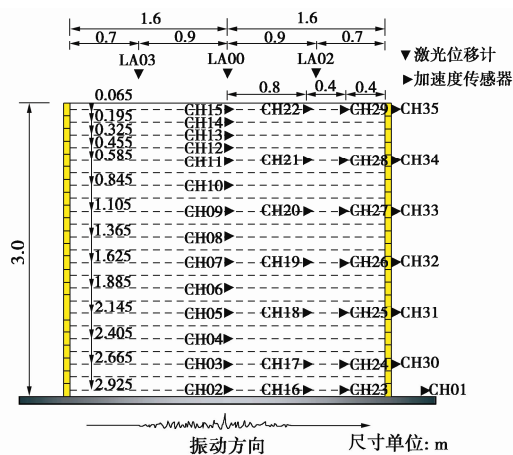 1.6 1.6
0.7 0.9 0.9 0.7
LA03 LA00 LA02
▼激光位移计
▶加速度传感器
0.8 0.4 0.4
0.065 CH15 CH22 CH29 CH35
0.195 CH14
0.325 CH13
0.455 CH12
0.585 CH11 CH21 CH28 CH34
0.845 CH10
1.105 CH09 CH20 CH27 CH33
1.365 CH08
3.0
1.625 CH07 CH19 CH26 CH32
1.885 CH06
2.145 CH05 CH18 CH25 CH31
2.405 CH04
2.665 CH03 CH17 CH24 CH30
2.925 CH02 CH16 CH23 CH01
振动方向 尺寸单位: m